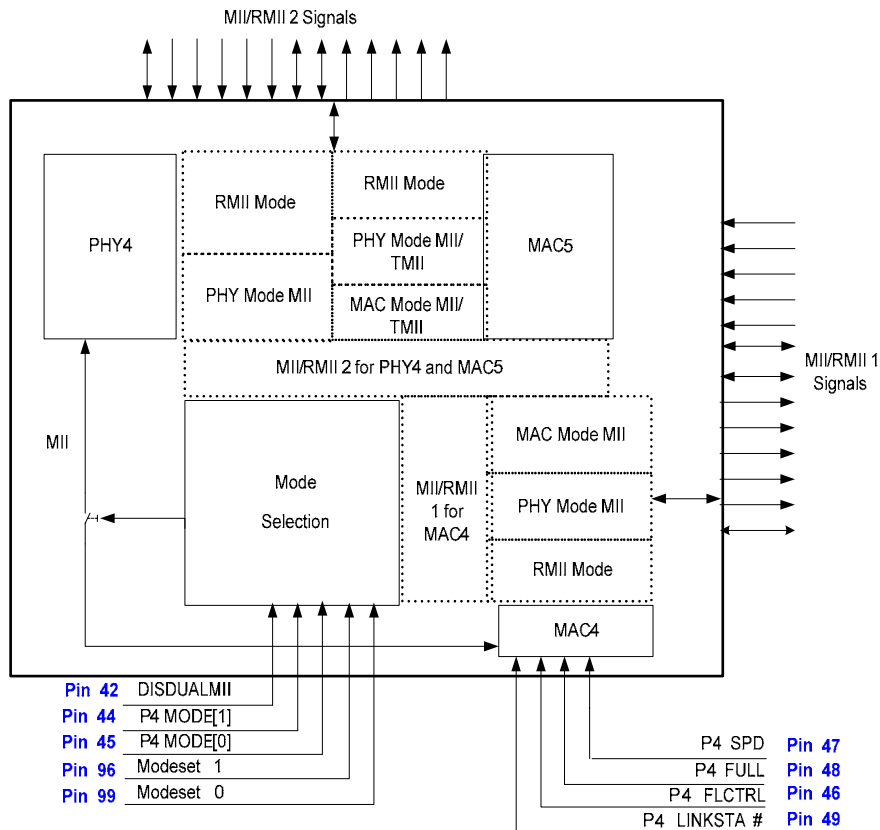 MII/RMII 2 Signals
PHY4
RMII Mode
PHY Mode MII
RMII Mode
PHY Mode MII/
TMII
MAC Mode MII/
TMII
MAC5
MII/RMII 2 for PHY4 and MAC5
MII/RMII 1
Signals
MII
Mode
Selection
MII/RMII
1 for
MAC4
MAC Mode MII
PHY Mode MII
RMII Mode
MAC4
Pin 42 DISDUALMII
Pin 44 P4 MODE[1]
Pin 45 P4 MODE[0]
Pin 96 Modeset 1
Pin 99 Modeset 0
P4 SPD Pin 47
P4 FULL Pin 48
P4 FLCTRL Pin 46
P4 LINKSTA # Pin 49